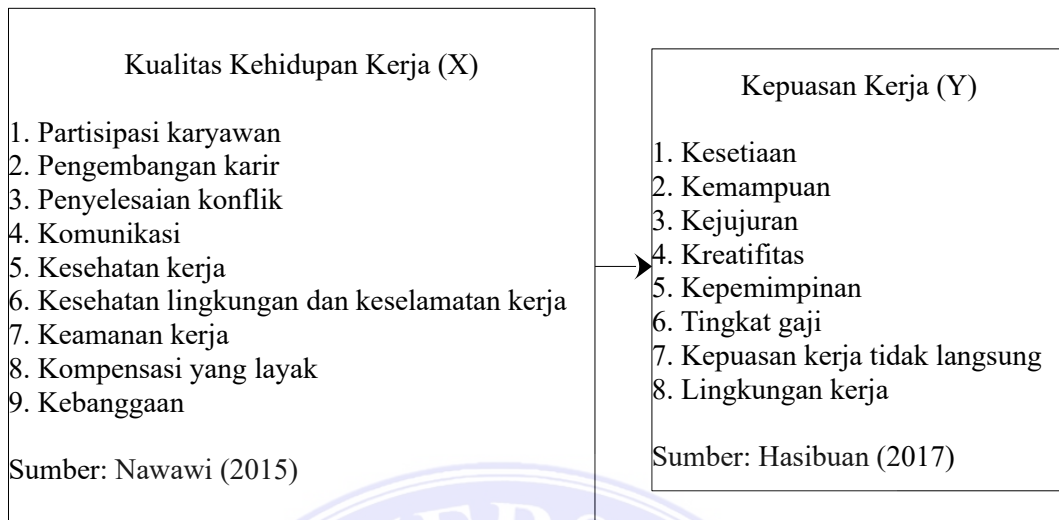 Kualitas Kehidupan Kerja (X)
1. Partisipasi karyawan
2. Pengembangan karir
3. Penyelesaian konflik
4. Komunikasi
5. Kesehatan kerja
6. Kesehatan lingkungan dan keselamatan kerja
7. Keamanan kerja
8. Kompensasi yang layak
9. Kebanggaan
Sumber: Nawawi (2015)
Kepuasan Kerja (Y)
1. Kesetiaan
2. Kemampuan
3. Kejujuran
4. Kreatifitas
5. Kepemimpinan
6. Tingkat gaji
7. Kepuasan kerja tidak langsung
8. Lingkungan kerja
Sumber: Hasibuan (2017)